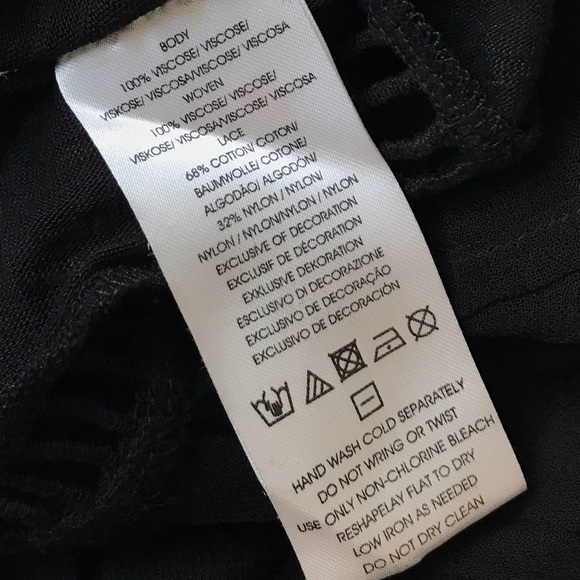 BODY
100% VISCOSE/ VISCOSE/
VISKOSE/ VISCOSA/VISCOSE/ VISCOSA
WOVEN
100% VISCOSE/ VISCOSE/
VISKOSE/ VISCOSA/VISCOSE/ VISCOSA
LACE
68% COTTON/ COTON/
BAUMWOLLE/ COTONE/
ALGODÃO/ ALGODÓN/
32% NYLON / NYLON/
NYLON / NYLON/NYLON / NYLON
EXCLUSIVE OF DECORATION
EXCLUSIF DE DÉCORATION
EXKLUSIVE DEKORATION
ESCLUSIVO DI DECORAZIONE
EXCLUSIVO DE DECORAÇÃO
EXCLUSIVO DE DECORACIÓN
HAND WASH COLD SEPARATELY
DO NOT WRING OR TWIST
USE ONLY NON-CHLORINE BLEACH
RESHAPELAY FLAT TO DRY
LOW IRON AS NEEDED
DO NOT DRY CLEAN